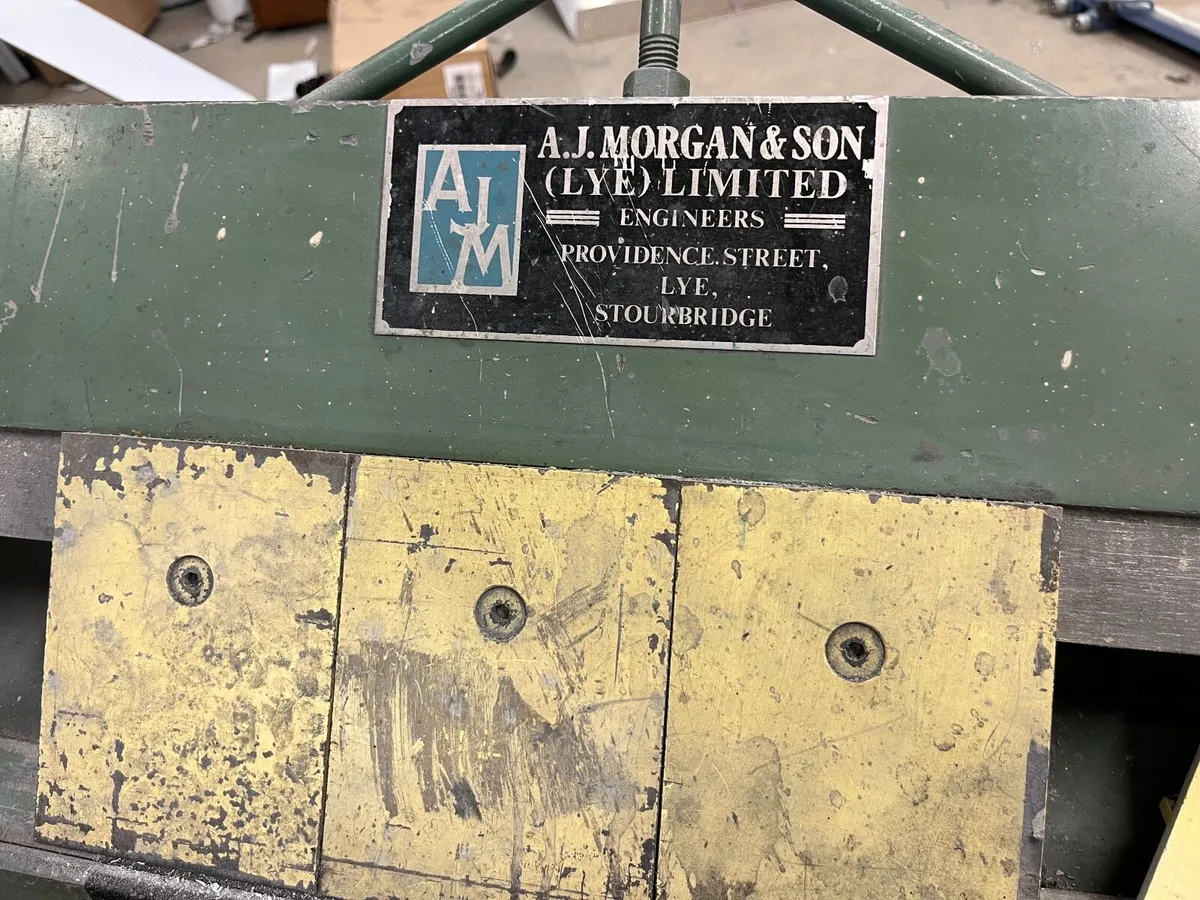 AJM
A.J. MORGAN & SON
(LYE) LIMITED
ENGINEERS
PROVIDENCE.STREET,
LYE,
STOURBRIDGE